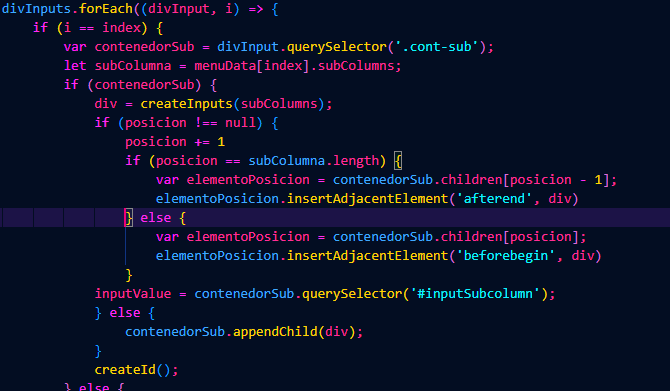 divInputs.forEach((divInput, i) => {
if (i == index) {
var contenedorSub = divInput.querySelector('.cont-sub');
let subColumna = menuData[index].subColumns;
if (contenedorSub) {
div = createInputs(subColumns);
if (posicion !== null) {
posicion += 1
if (posicion == subColumna.length) {
var elementoPosicion = contenedorSub.children[posicion - 1];
elementoPosicion.insertAdjacentElement('afterend', div)
} else {
var elementoPosicion = contenedorSub.children[posicion];
elementoPosicion.insertAdjacentElement('beforebegin', div)
}
inputValue = contenedorSub.querySelector('#inputSubcolumn');
} else {
contenedorSub.appendChild(div);
}
createId();
} else {